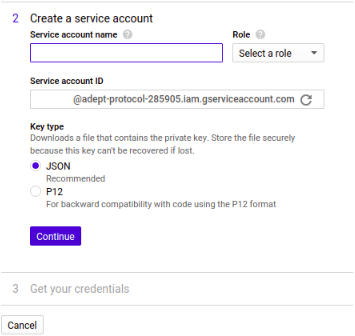 2 Create a service account
Service account name Role
Select a role
Service account ID
@adept-protocol-285905.iam.gserviceaccount.com
Key type
Downloads a file that contains the private key. Store the file securely
because this key can't be recovered if lost.
JSON
Recommended
P12
For backward compatibility with code using the P12 format
Continue
3 Get your credentials
Cancel